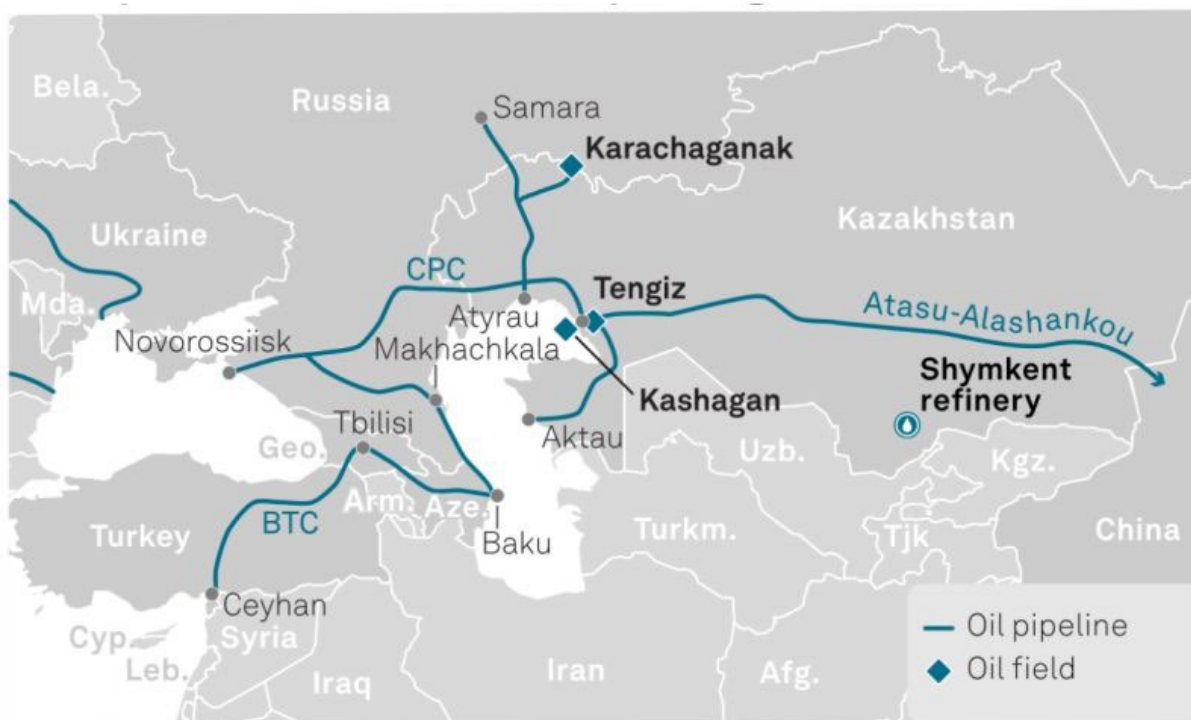 Bela.
Russia
Samara
Karachaganak
Kazakhstan
Ukraine
CPC
Tengiz
Mda.
Atyrau
Atasu-Alashankou
Novorossiisk
Makhachkala
Shymkent
refinery
Kashagan
Tbilisi
Aktau
Geo.
Uzb.
Kgz.
Arm.
Aze.
BTC
Turkey
Baku
Turkm.
Tjk
China
Ceyhan
Cyp.
Syria
Leb.
Iraq
Iran
Afg.
Oil pipeline
Oil field